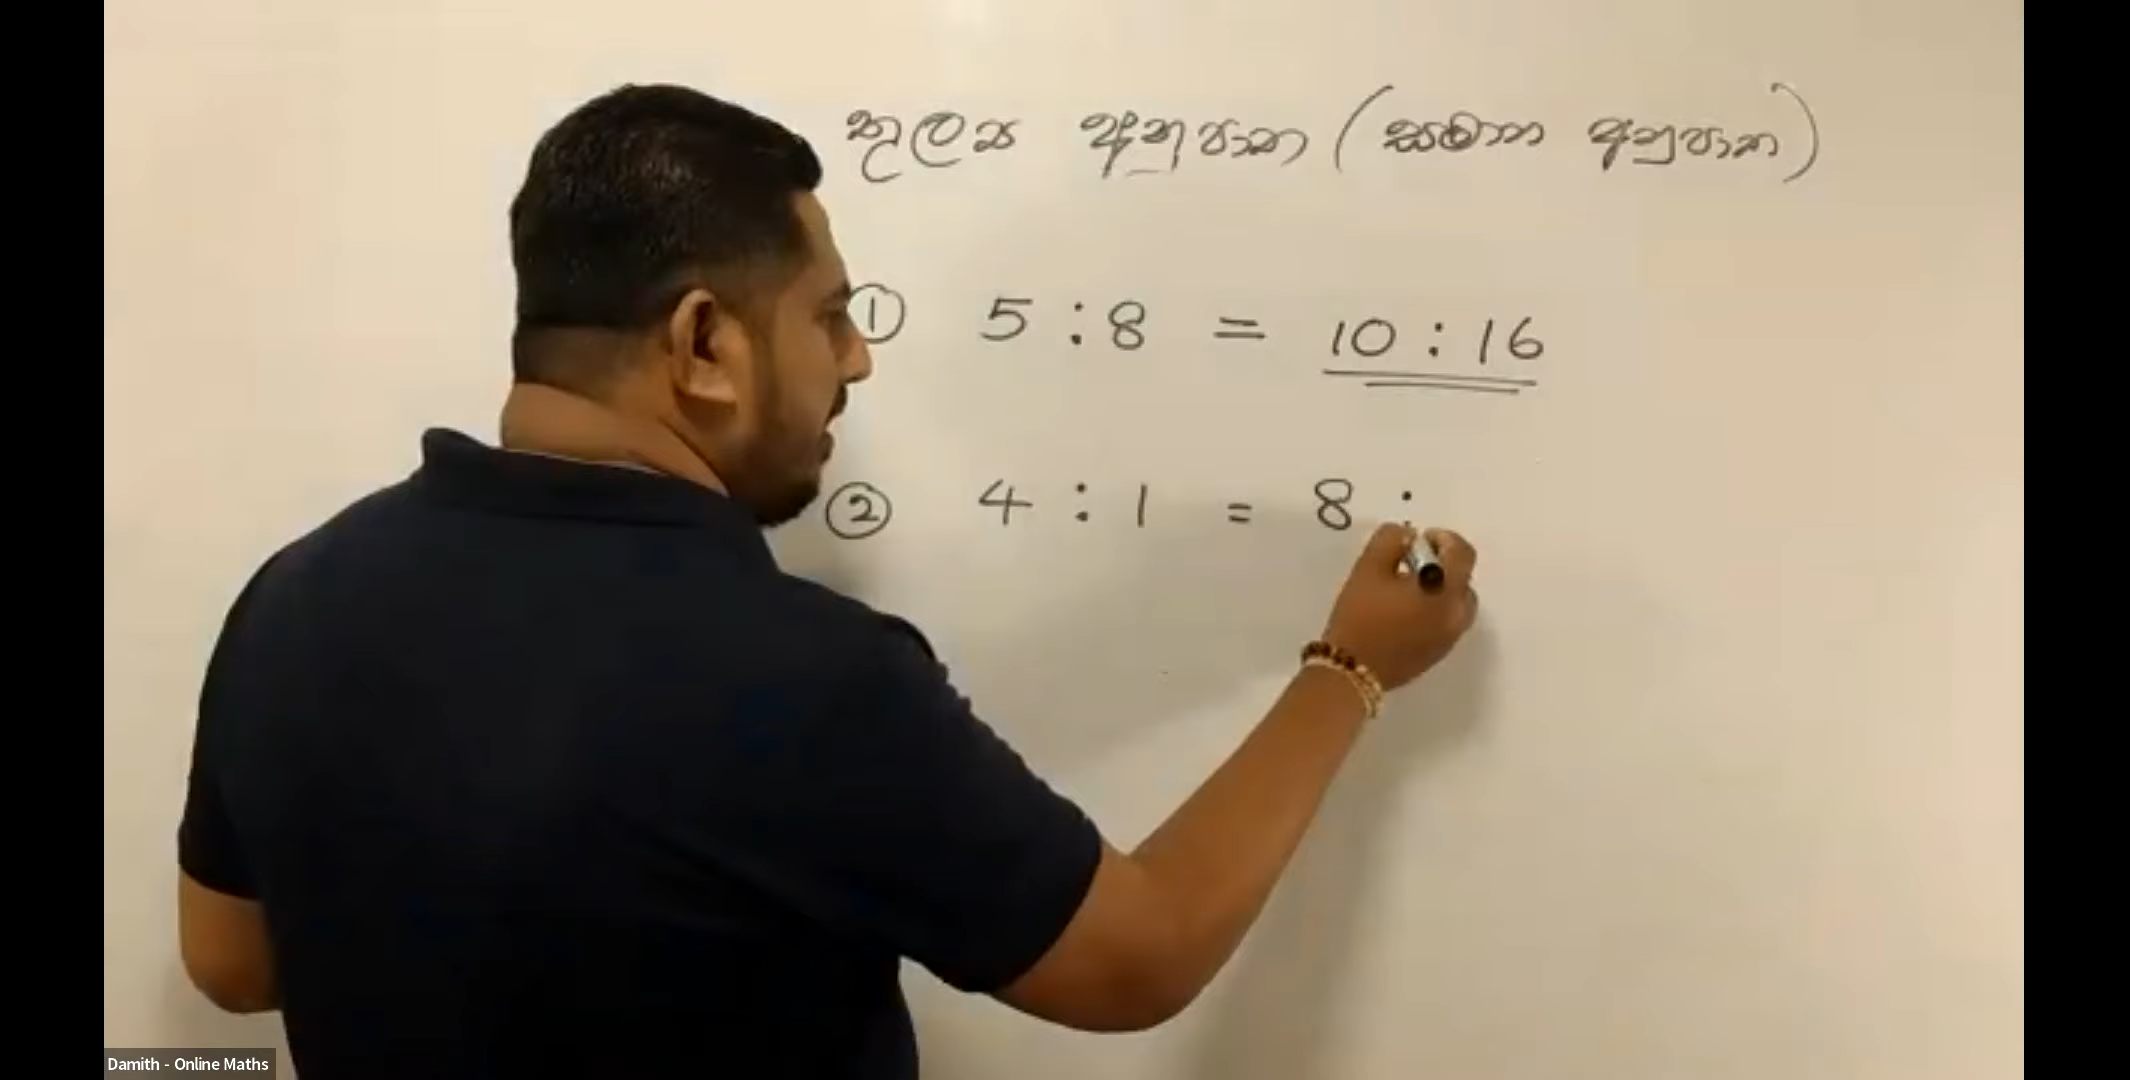 තුල්‍ය අනුපාත (සමාන අනුපාත)
① 5 : 8 = 10 : 16
② 4 : 1 = 8 :
Damith - Online Maths